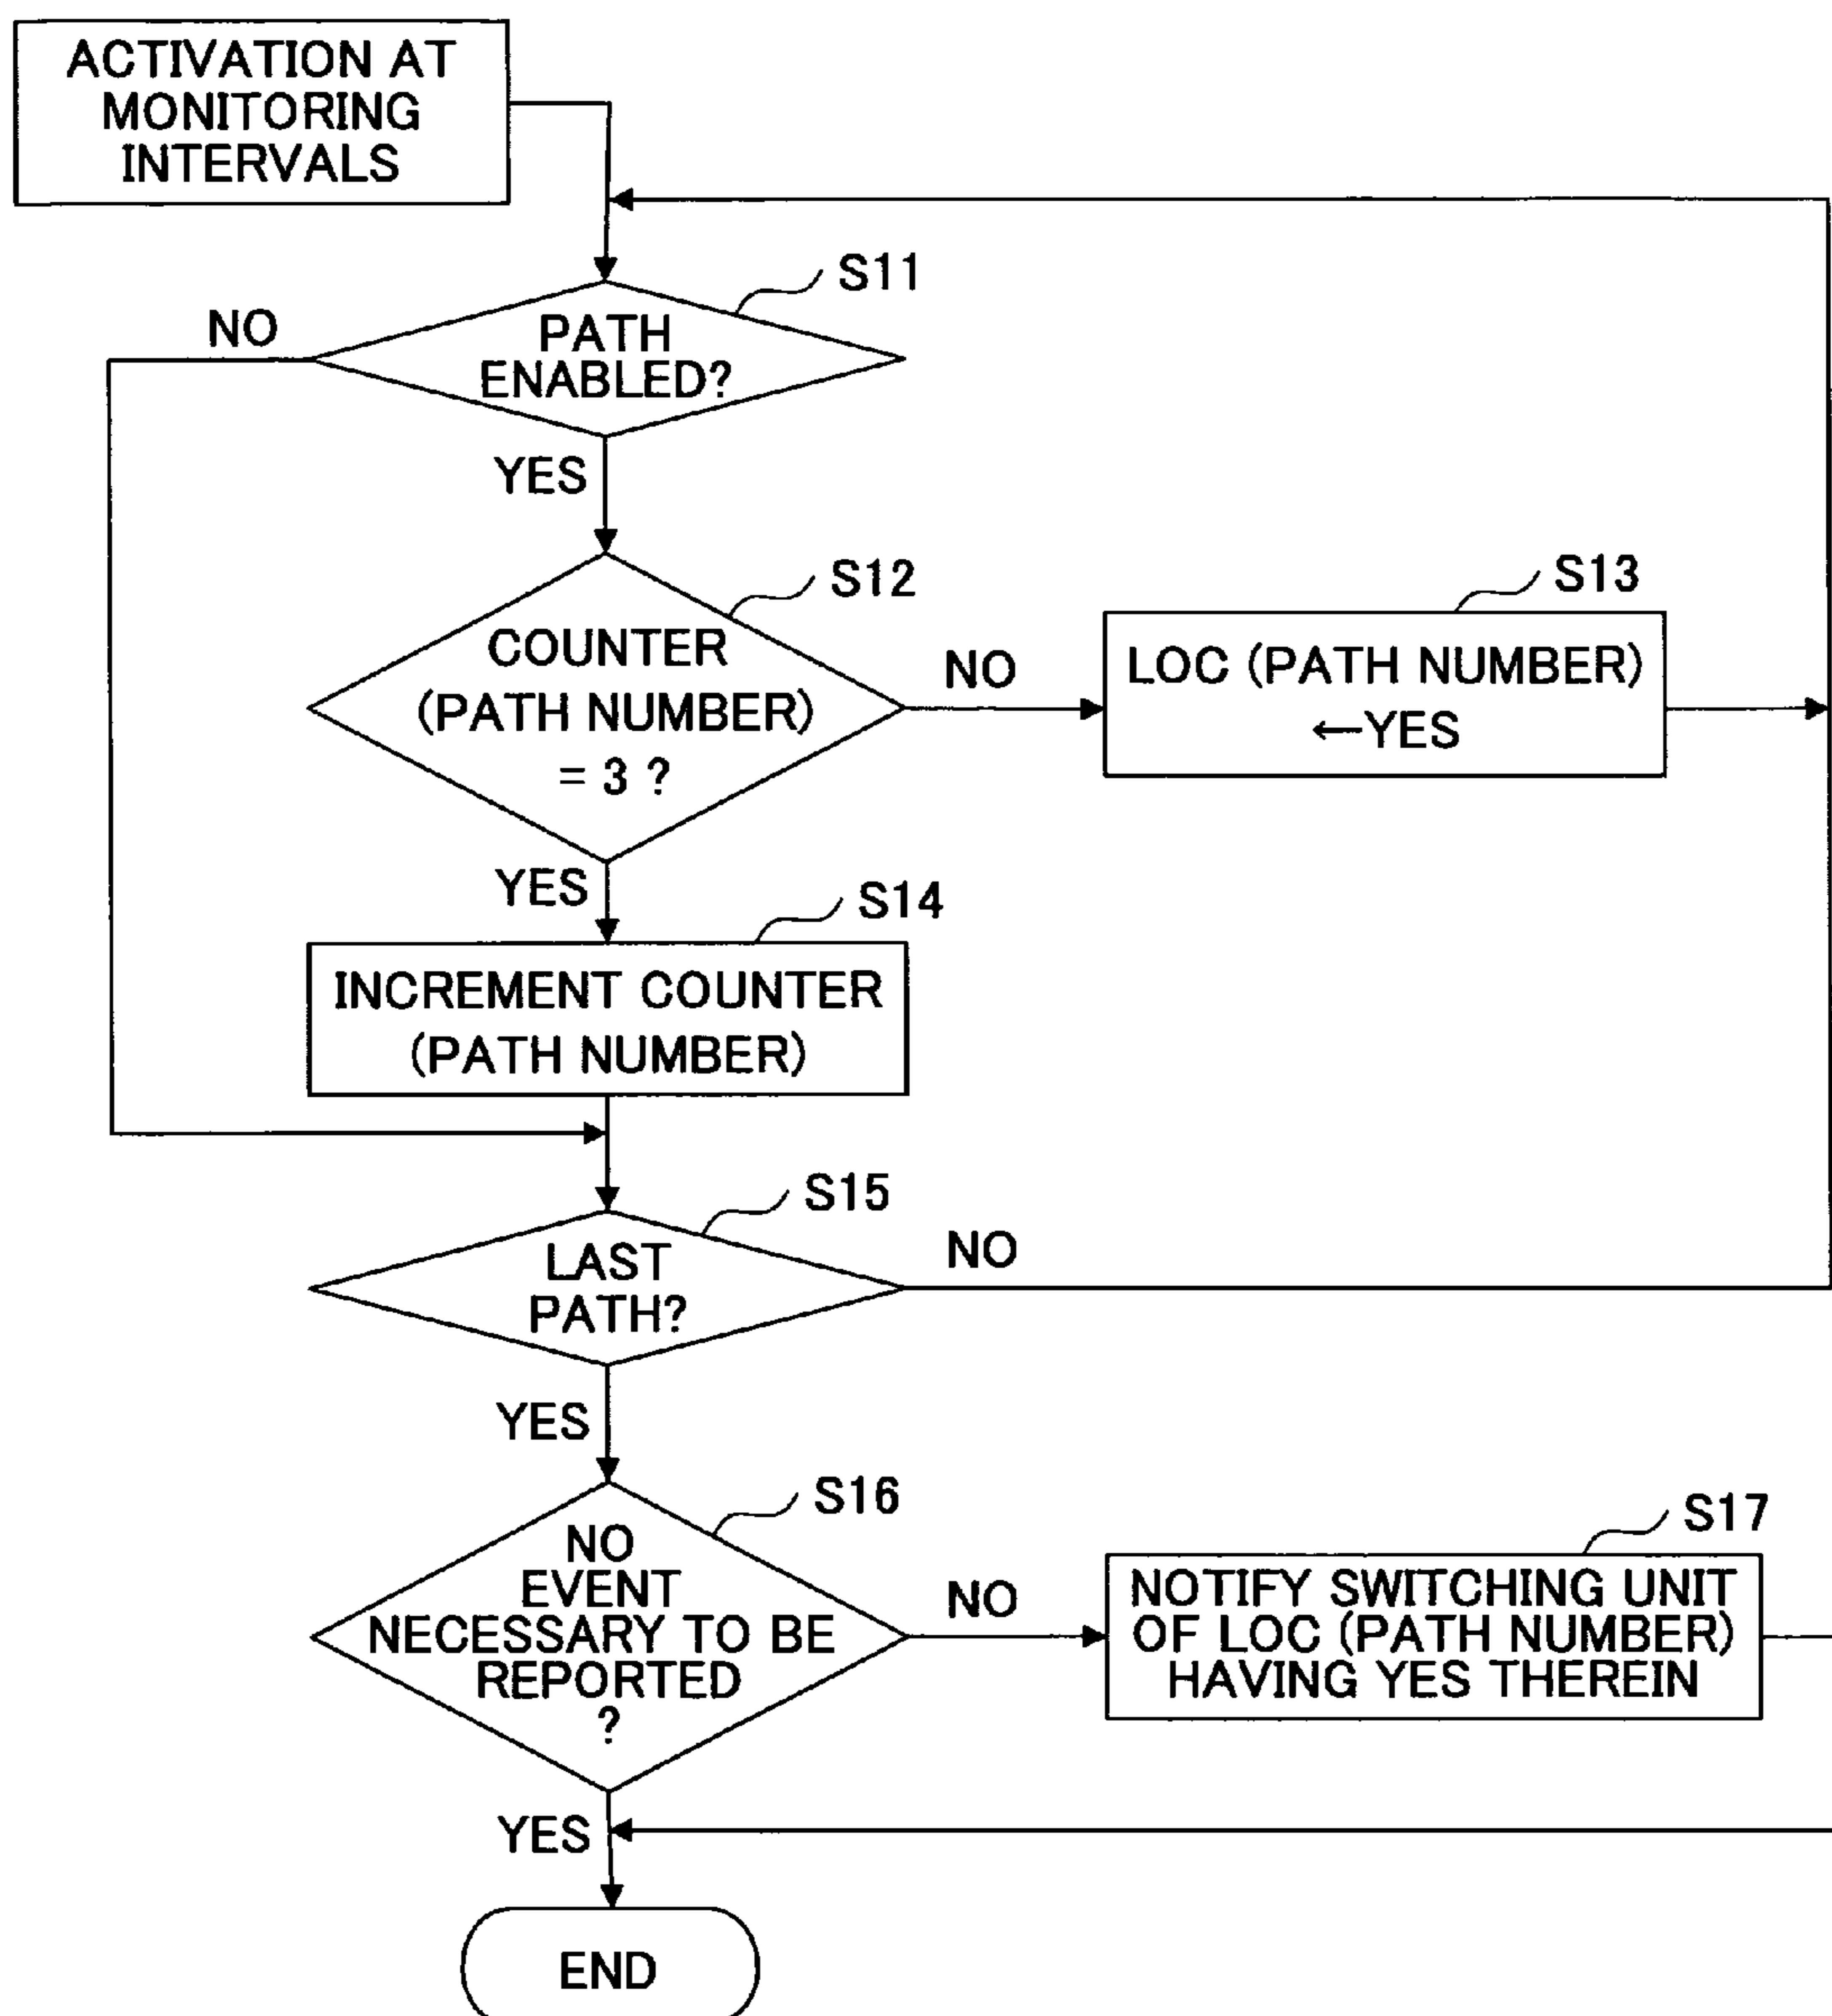 ACTIVATION AT
MONITORING
INTERVALS
S11
NO
PATH
ENABLED?
YES
S12
COUNTER
(PATH NUMBER)
= 3 ?
NO
S13
LOC (PATH NUMBER)
←YES
YES
S14
INCREMENT COUNTER
(PATH NUMBER)
S15
LAST
PATH?
NO
YES
S16
NO
EVENT
NECESSARY TO BE
REPORTED
?
NO
S17
NOTIFY SWITCHING UNIT
OF LOC (PATH NUMBER)
HAVING YES THEREIN
YES
END